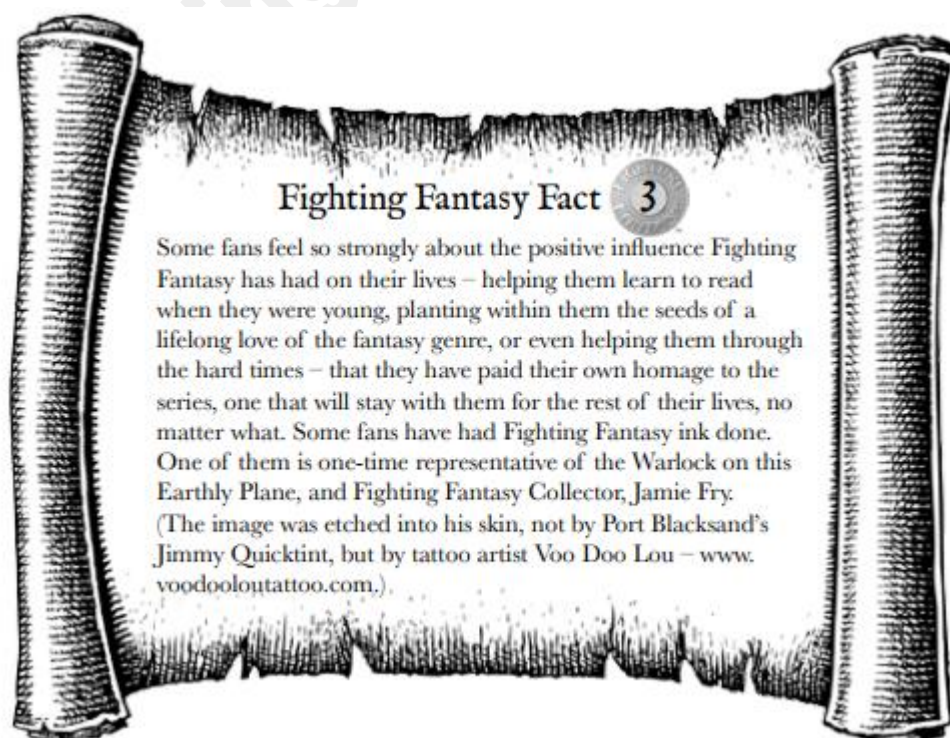 Fighting Fantasy Fact 3
Some fans feel so strongly about the positive influence Fighting
Fantasy has had on their lives – helping them learn to read
when they were young, planting within them the seeds of a
lifelong love of the fantasy genre, or even helping them through
the hard times – that they have paid their own homage to the
series, one that will stay with them for the rest of their lives, no
matter what. Some fans have had Fighting Fantasy ink done.
One of them is one-time representative of the Warlock on this
Earthly Plane, and Fighting Fantasy Collector, Jamie Fry.
(The image was etched into his skin, not by Port Blacksand’s
Jimmy Quicktint, but by tattoo artist Voo Doo Lou – www.
voodooloutattoo.com.)